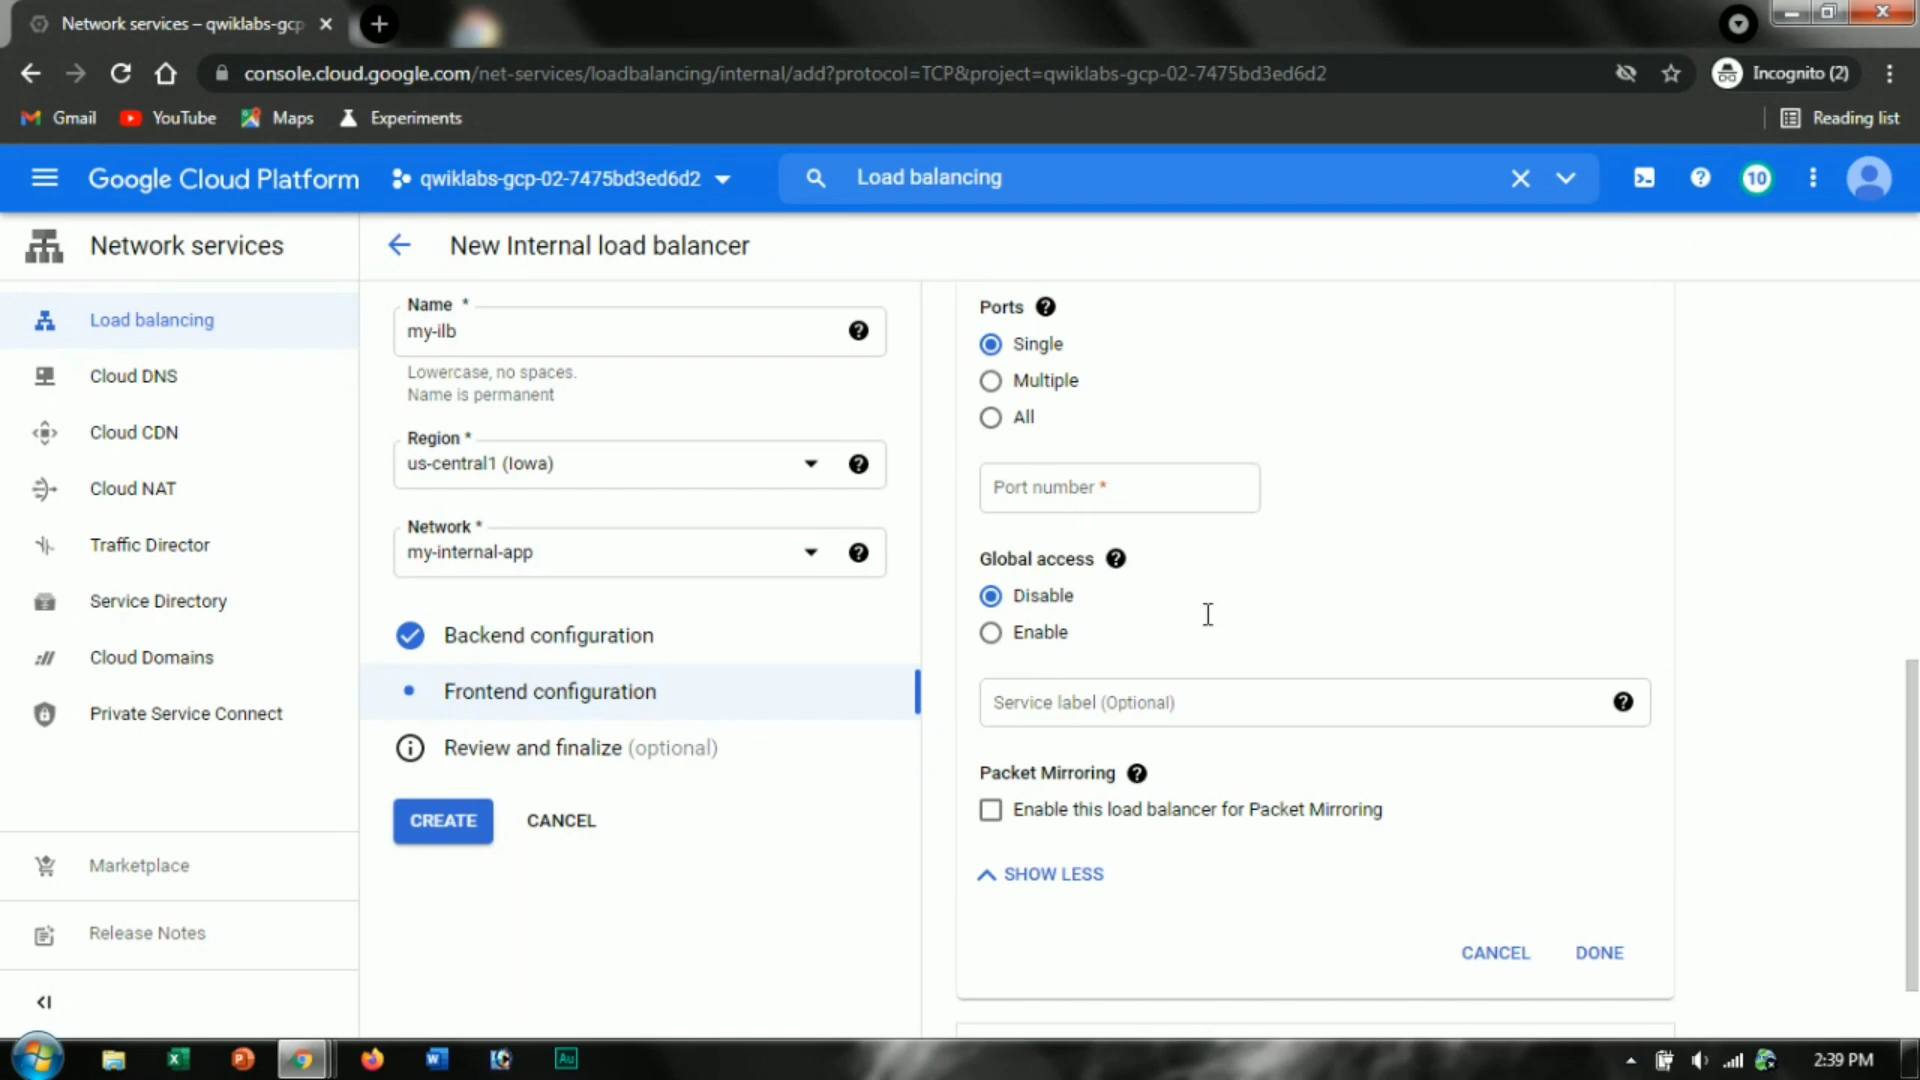 Network services – qwiklabs-gcp
console.cloud.google.com/net-services/loadbalancing/internal/add?protocol=TCP&project=qwiklabs-gcp-02-7475bd3ed6d2
Incognito (2)
Gmail
YouTube
Maps
Experiments
Reading list
Google Cloud Platform
qwiklabs-gcp-02-7475bd3ed6d2
Load balancing
10
Network services
New Internal load balancer
Load balancing
Cloud DNS
Cloud CDN
Cloud NAT
Traffic Director
Service Directory
Cloud Domains
Private Service Connect
Marketplace
Release Notes
Name *
my-ilb
Lowercase, no spaces.
Name is permanent
Region *
us-central1 (Iowa)
Network *
my-internal-app
Backend configuration
Frontend configuration
Review and finalize (optional)
CREATE
CANCEL
Ports
Single
Multiple
All
Port number *
Global access
Disable
Enable
Service label (Optional)
Packet Mirroring
Enable this load balancer for Packet Mirroring
SHOW LESS
CANCEL
DONE
Au
2:39 PM